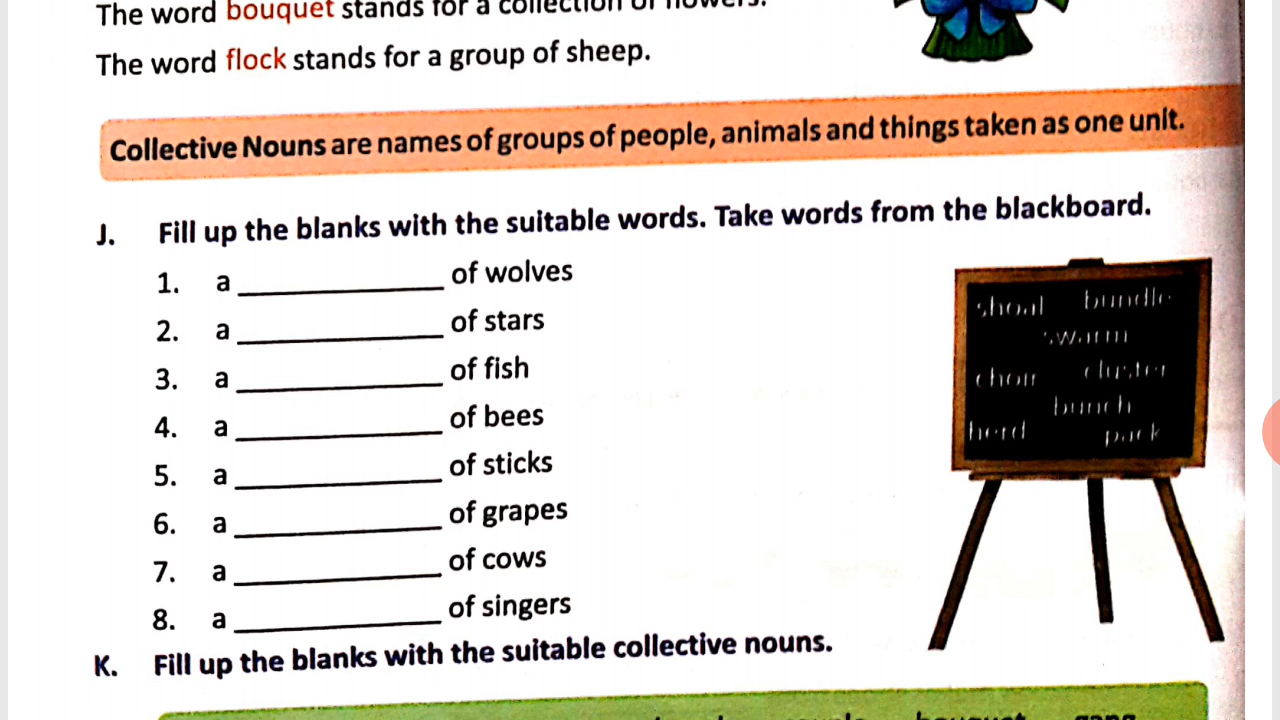 The word bouquet stands for a collection of flowers.
The word flock stands for a group of sheep.
Collective Nouns are names of groups of people, animals and things taken as one unit.
J. Fill up the blanks with the suitable words. Take words from the blackboard.
1. a ____________ of wolves
2. a ____________ of stars
3. a ____________ of fish
4. a ____________ of bees
5. a ____________ of sticks
6. a ____________ of grapes
7. a ____________ of cows
8. a ____________ of singers
shoal bundle
swarm
choir cluster
bunch
herd pack
K. Fill up the blanks with the suitable collective nouns.
bouquet gang